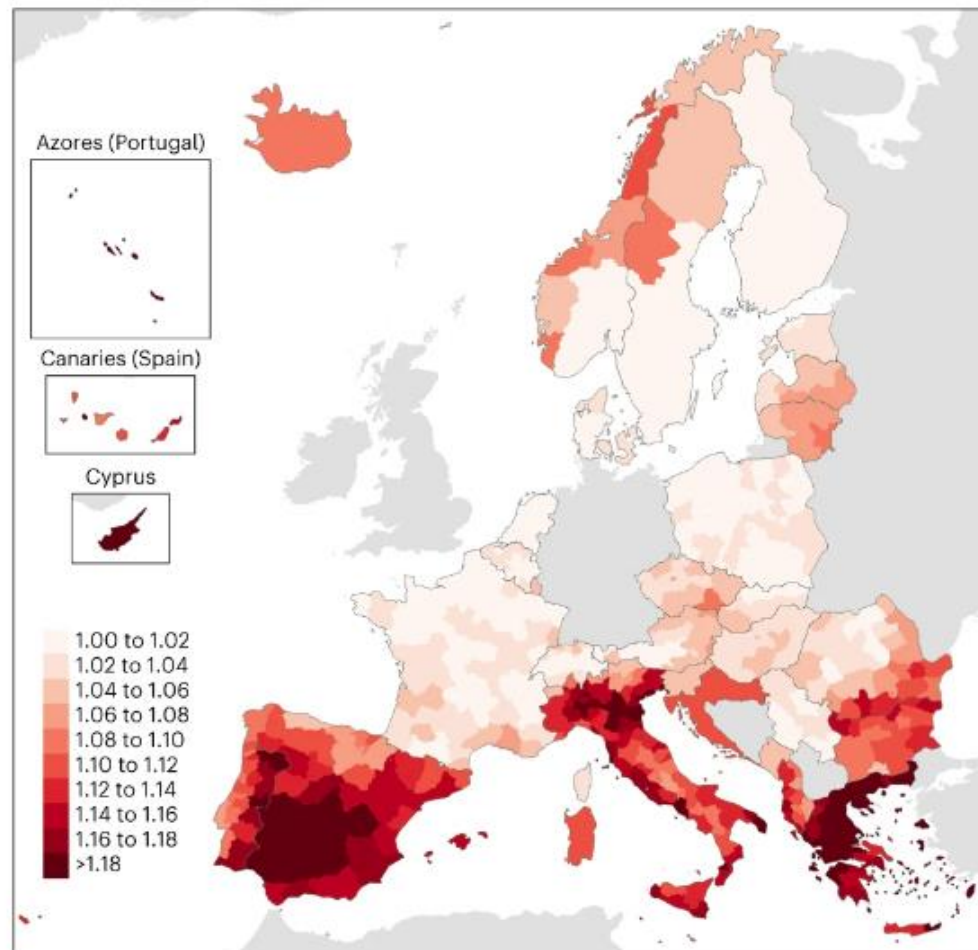 Azores (Portugal)
Canaries (Spain)
Cyprus
1.00 to 1.02
1.02 to 1.04
1.04 to 1.06
1.06 to 1.08
1.08 to 1.10
1.10 to 1.12
1.12 to 1.14
1.14 to 1.16
1.16 to 1.18
>1.18